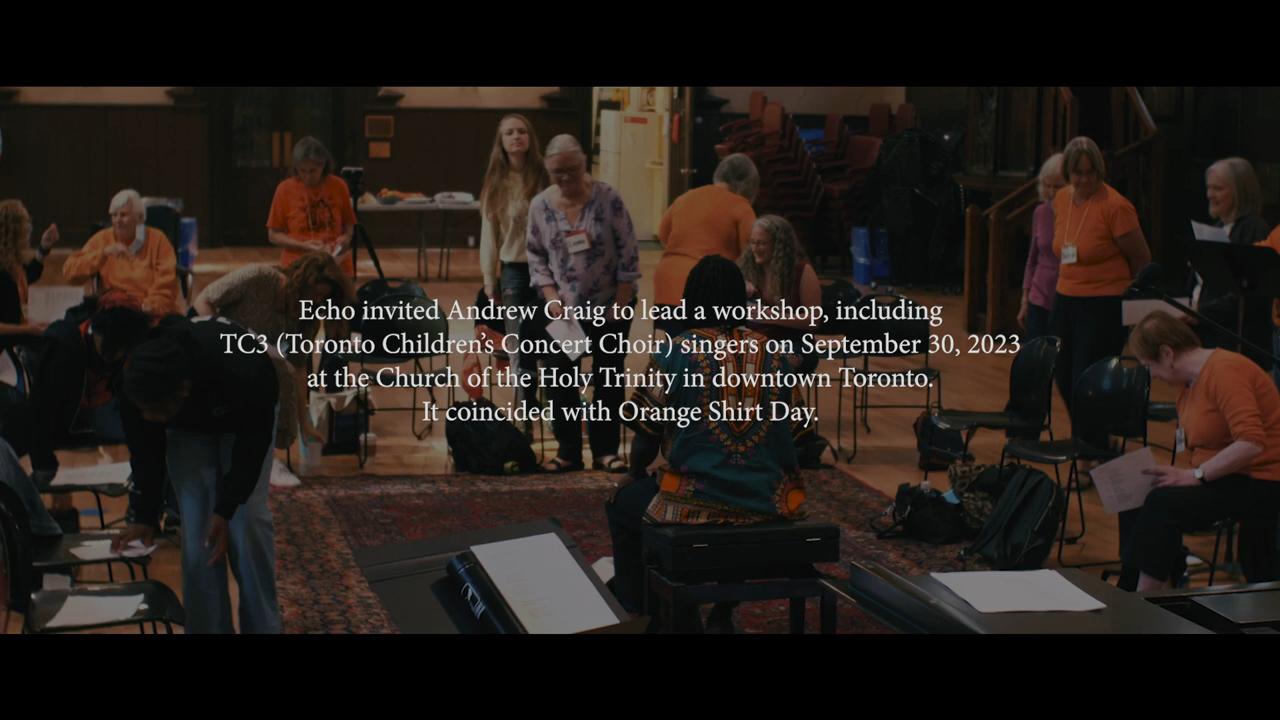 Echo invited Andrew Craig to lead a workshop, including
TC3 (Toronto Children's Concert Choir) singers on September 30, 2023
at the Church of the Holy Trinity in downtown Toronto.
It coincided with Orange Shirt Day.